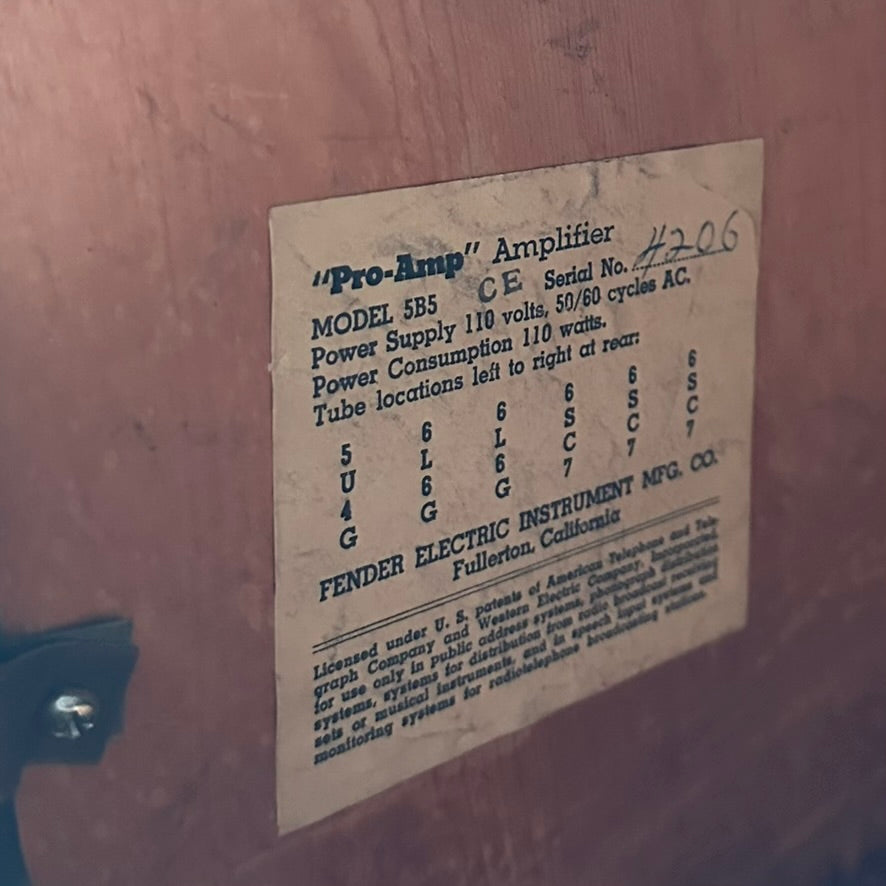 "Pro-Amp" Amplifier
MODEL 5B5 CE Serial No. 4206
Power Supply 110 volts, 50/60 cycles AC.
Power Consumption 110 watts.
Tube locations left to right at rear:
5 6 6 6 6 6
U L L S S S
4 6 6 C C C
G G G 7 7 7
FENDER ELECTRIC INSTRUMENT MFG. CO.
Fullerton, California
Licensed under U. S. patents of American Telephone and Tele-
graph Company and Western Electric Company, Incorporated,
for use only in public address systems, phonograph distribution
systems, systems for distribution from radio broadcast receiving
sets or musical instruments, and in speech input systems and
monitoring systems for radiotelephone broadcasting stations.